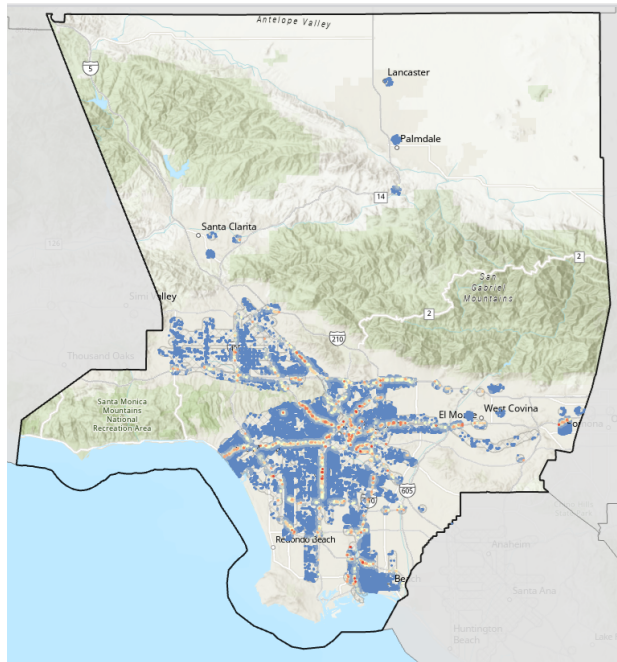 Antelope Valley
5
Lancaster
Palmdale
14
Santa Clarita
126
2
San
Gabriel
Mountains
2
Simi Valley
210
Thousand Oaks
Santa Monica
Mountains
National
Recreation Area
El Monte
West Covina
605
Redondo Beach
Anaheim
Santa Ana
Huntington
Beach